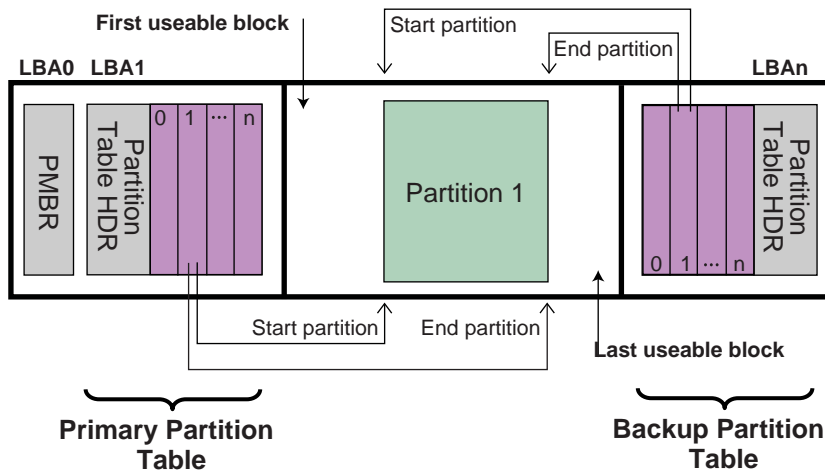 First useable block
Start partition
End partition
LBA0
LBA1
LBAn
0 1 ... n
PMBR
Partition
Table HDR
Partition 1
Partition
Table HDR
0 1 ... n
Start partition
End partition
Last useable block
Primary Partition
Table
Backup Partition
Table